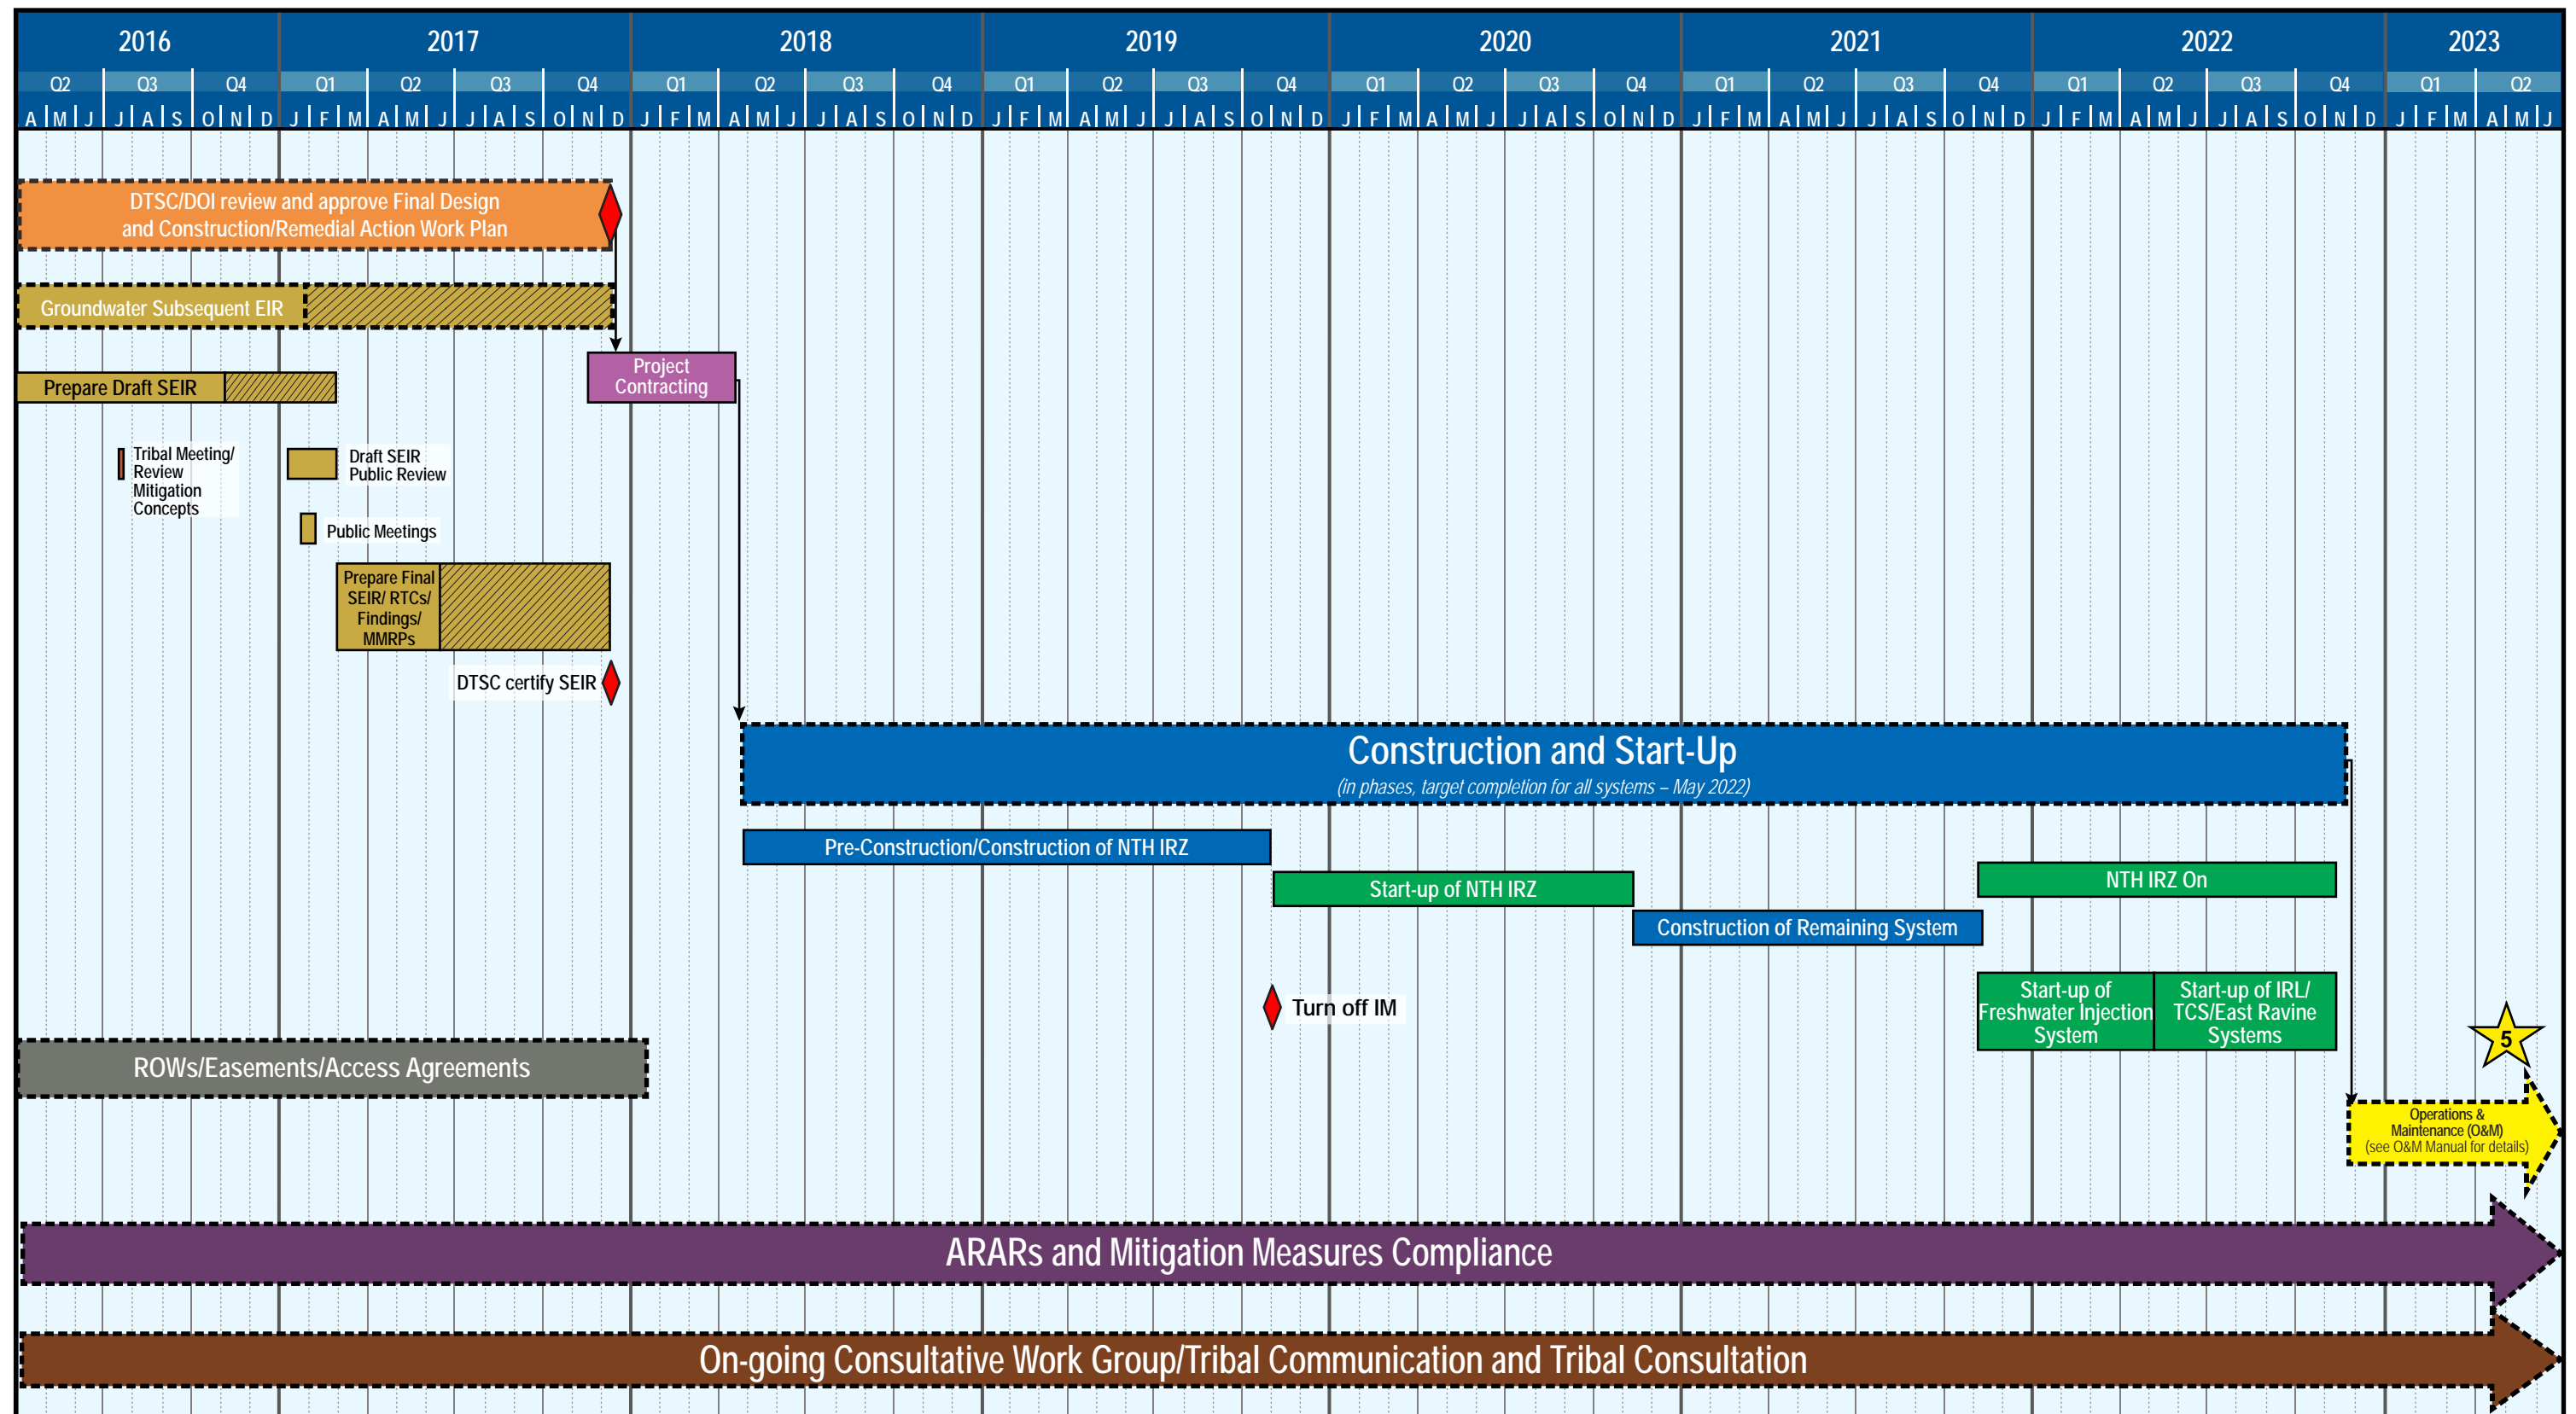 2016 2017 2018 2019 2020 2021 2022 2023
Q2 Q3 Q4 Q1 Q2 Q3 Q4 Q1 Q2 Q3 Q4 Q1 Q2 Q3 Q4 Q1 Q2 Q3 Q4 Q1 Q2 Q3 Q4 Q1 Q2 Q3 Q4 Q1 Q2
A M J J A S O N D J F M A M J J A S O N D J F M A M J J A S O N D J F M A M J J A S O N D J F M A M J J A S O N D J F M A M J J A S O N D J F M A M J J A S O N D J F M A M J
DTSC/DOI review and approve Final Design
and Construction/Remedial Action Work Plan
Groundwater Subsequent EIR
Project
Contracting
Prepare Draft SEIR
Tribal Meeting/
Review
Mitigation
Concepts
Draft SEIR
Public Review
Public Meetings
Prepare Final
SEIR/ RTCs/
Findings/
MMRPs
DTSC certify SEIR
Construction and Start-Up
(in phases, target completion for all systems – May 2022)
Pre-Construction/Construction of NTH IRZ
Start-up of NTH IRZ
NTH IRZ On
Construction of Remaining System
Turn off IM
Start-up of
Freshwater Injection
System
Start-up of IRL/
TCS/East Ravine
Systems
5
ROWs/Easements/Access Agreements
Operations &
Maintenance (O&M)
(see O&M Manual for details)
ARARs and Mitigation Measures Compliance
On-going Consultative Work Group/Tribal Communication and Tribal Consultation